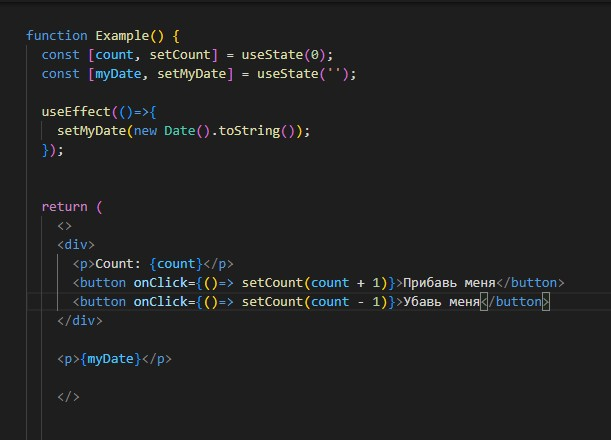 function Example() {
const [count, setCount] = useState(0);
const [myDate, setMyDate] = useState('');
useEffect(()=>{
setMyDate(new Date().toString());
});
return (
<>
<div>
<p>Count: {count}</p>
<button onClick={()=> setCount(count + 1)}>Прибавь меня</button>
<button onClick={()=> setCount(count - 1)}>Убавь меня</button>
</div>
<p>{myDate}</p>
</>